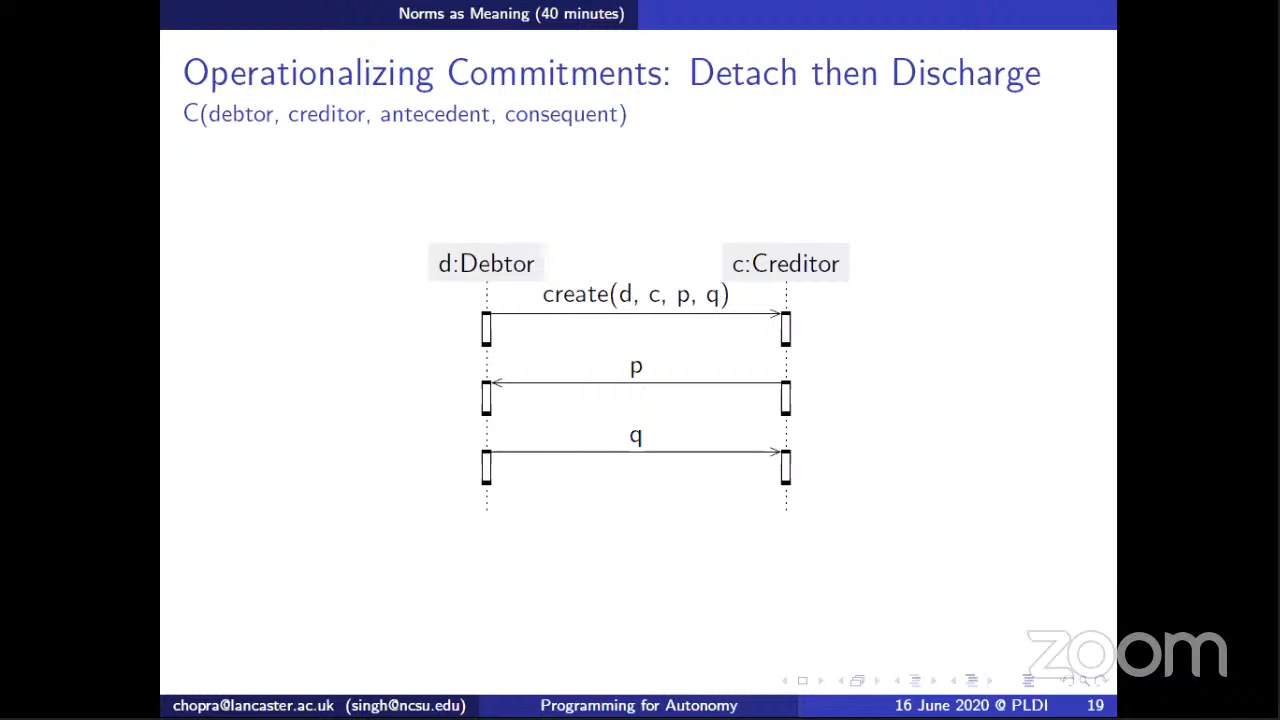 Norms as Meaning (40 minutes)
Operationalizing Commitments: Detach then Discharge
C(debtor, creditor, antecedent, consequent)
d:Debtor
c:Creditor
create(d, c, p, q)
p
q
zoom
chopra@lancaster.ac.uk (singh@ncsu.edu)
Programming for Autonomy
16 June 2020 @ PLDI
19